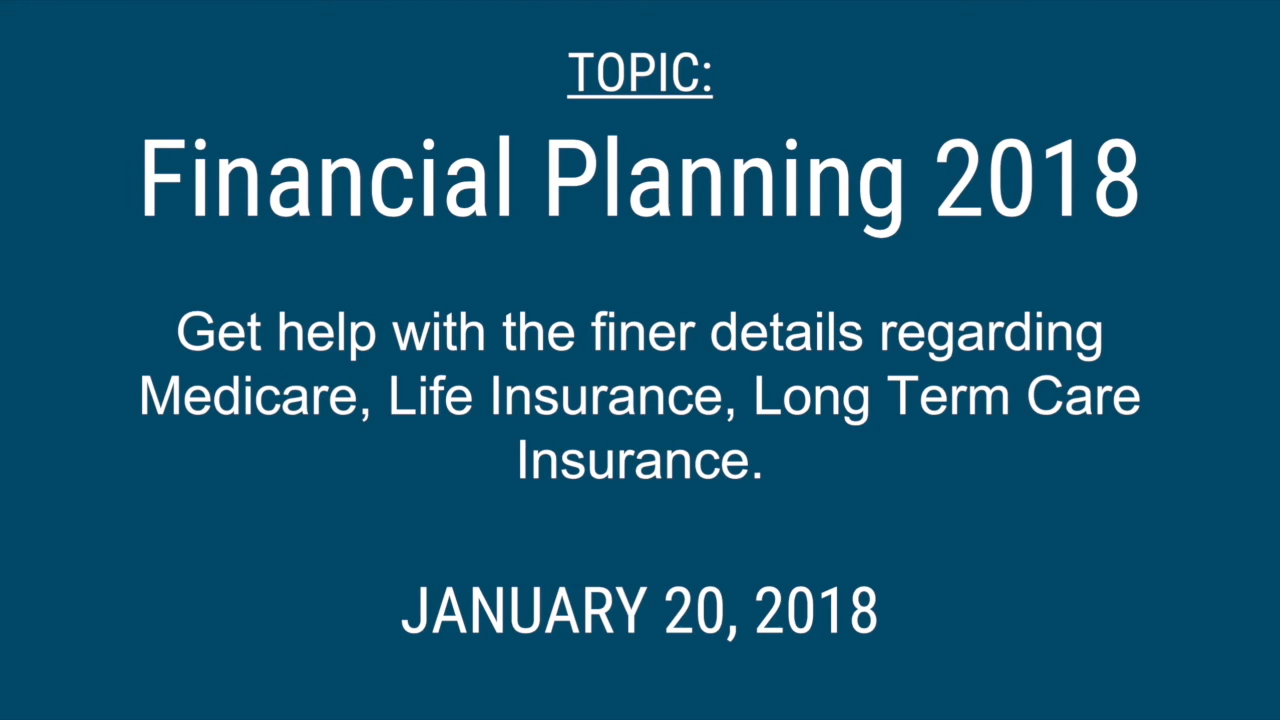 TOPIC:
Financial Planning 2018
Get help with the finer details regarding
Medicare, Life Insurance, Long Term Care
Insurance.
JANUARY 20, 2018